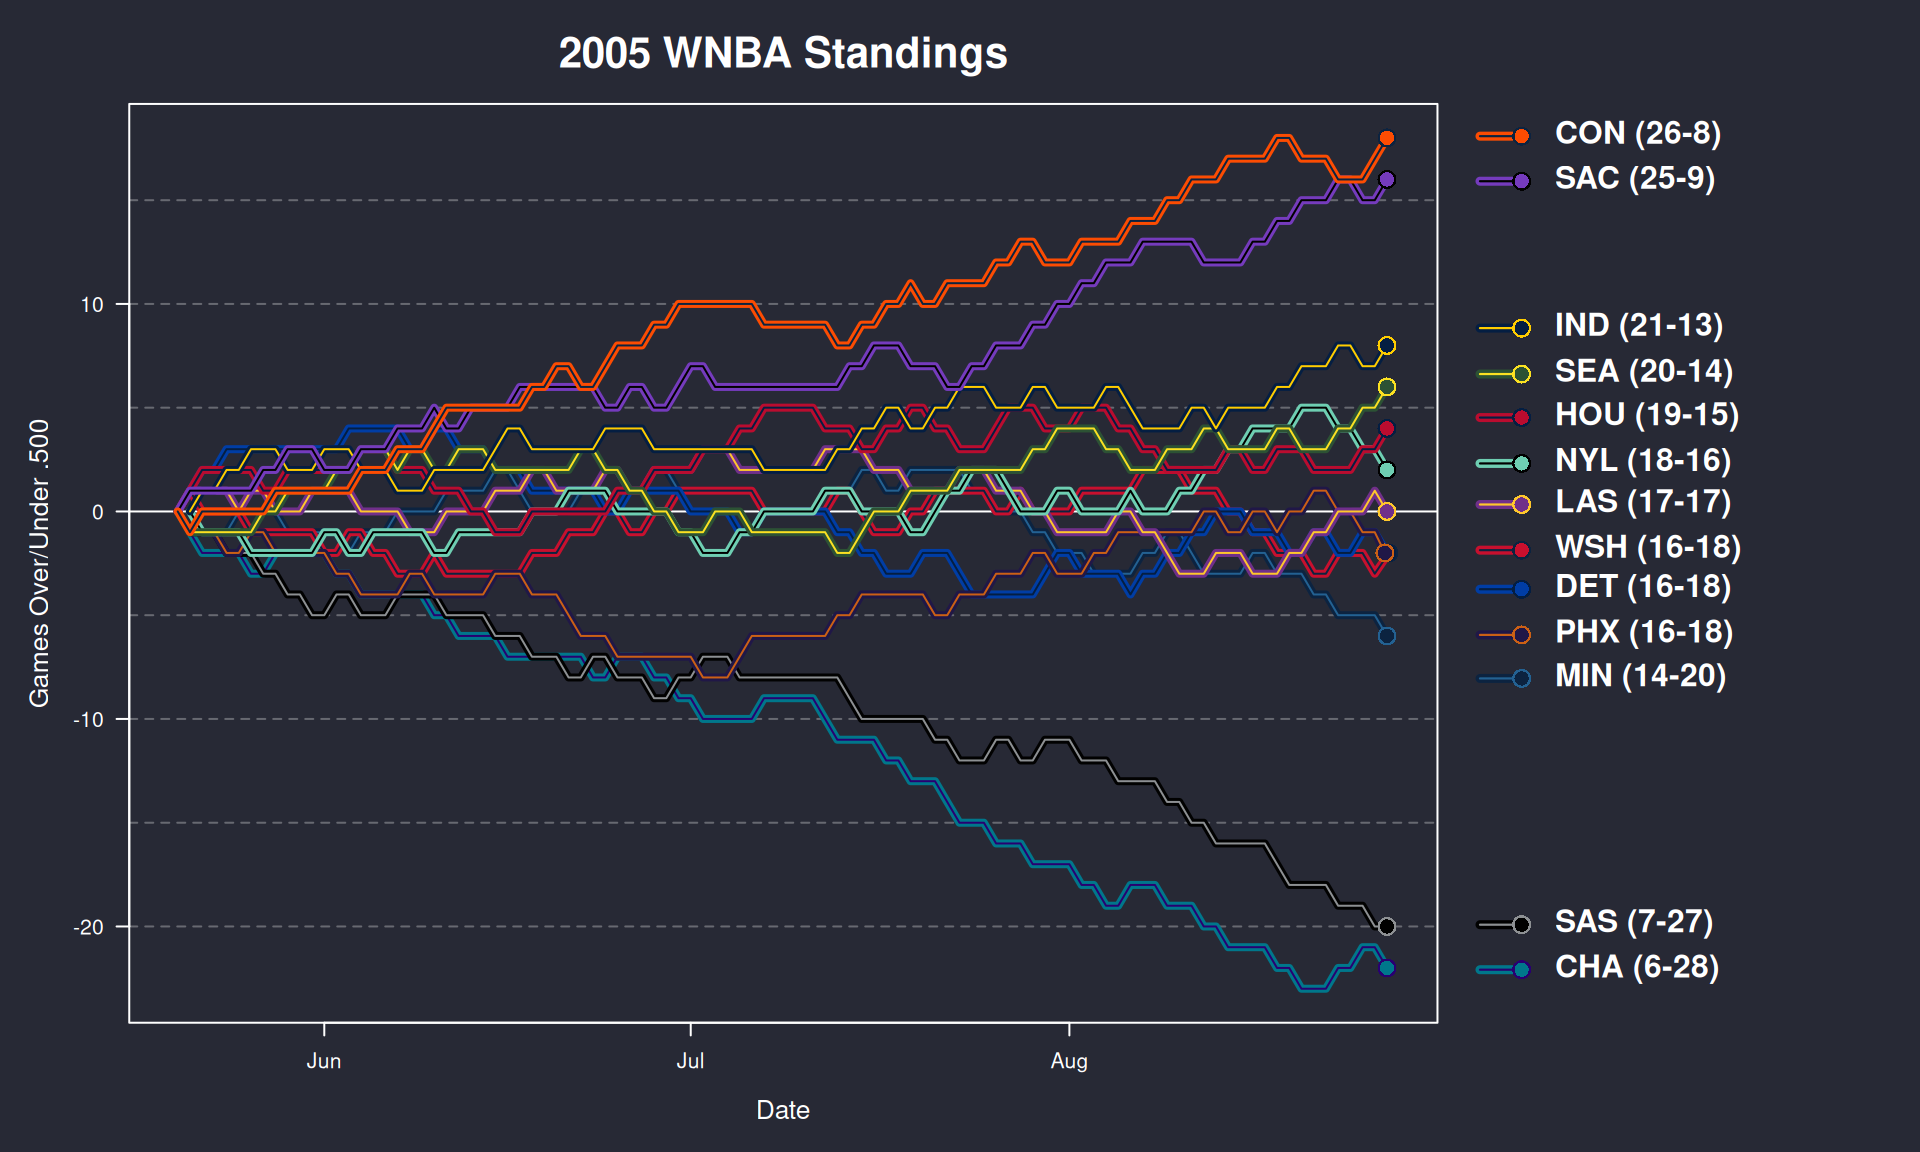 2005 WNBA Standings
Games Over/Under .500
10
0
-10
-20
Jun
Jul
Aug
Date
CON (26-8)
SAC (25-9)
IND (21-13)
SEA (20-14)
HOU (19-15)
NYL (18-16)
LAS (17-17)
WSH (16-18)
DET (16-18)
PHX (16-18)
MIN (14-20)
SAS (7-27)
CHA (6-28)